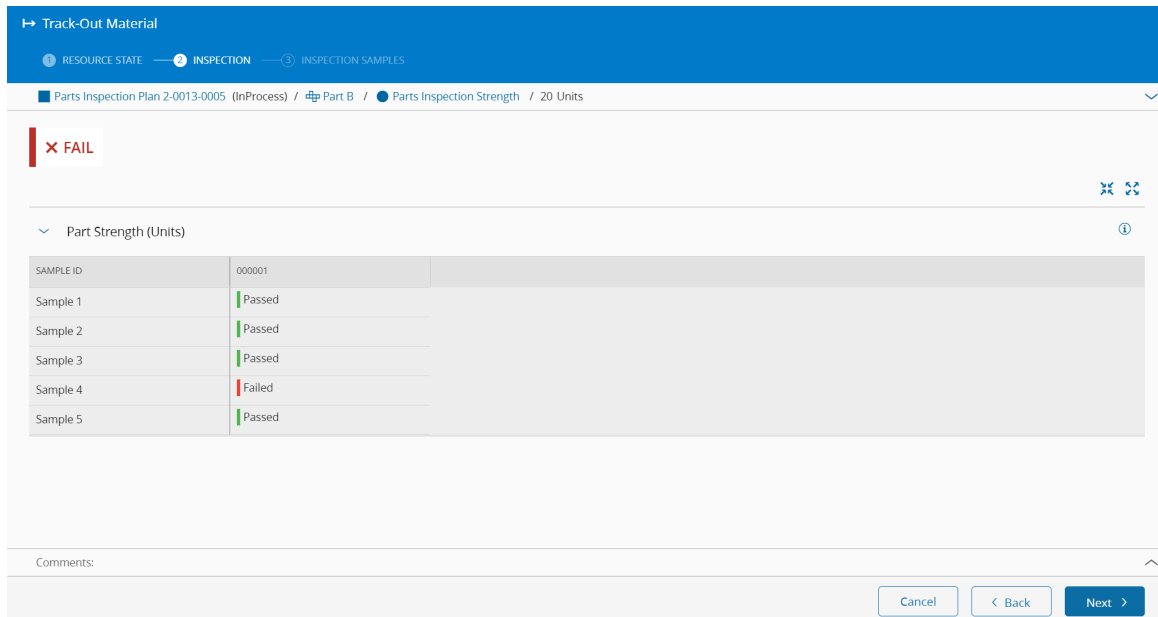 Track-Out Material
1 RESOURCE STATE 2 INSPECTION 3 INSPECTION SAMPLES
Parts Inspection Plan 2-0013-0005 (InProcess) / Part B / Parts Inspection Strength / 20 Units
FAIL
Part Strength (Units)
SAMPLE ID 000001
Sample 1 Passed
Sample 2 Passed
Sample 3 Passed
Sample 4 Failed
Sample 5 Passed
Comments:
Cancel Back Next